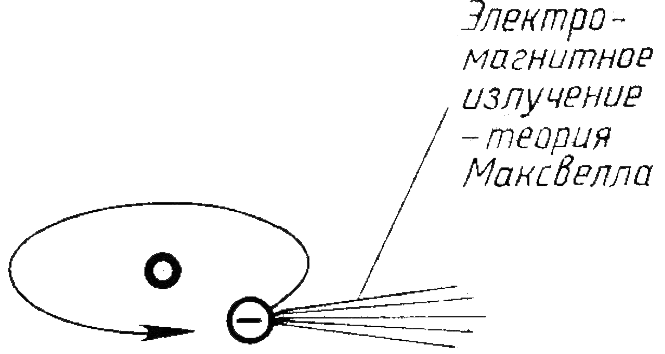 Электро-
магнитное
излучение
– теория
Максвелла